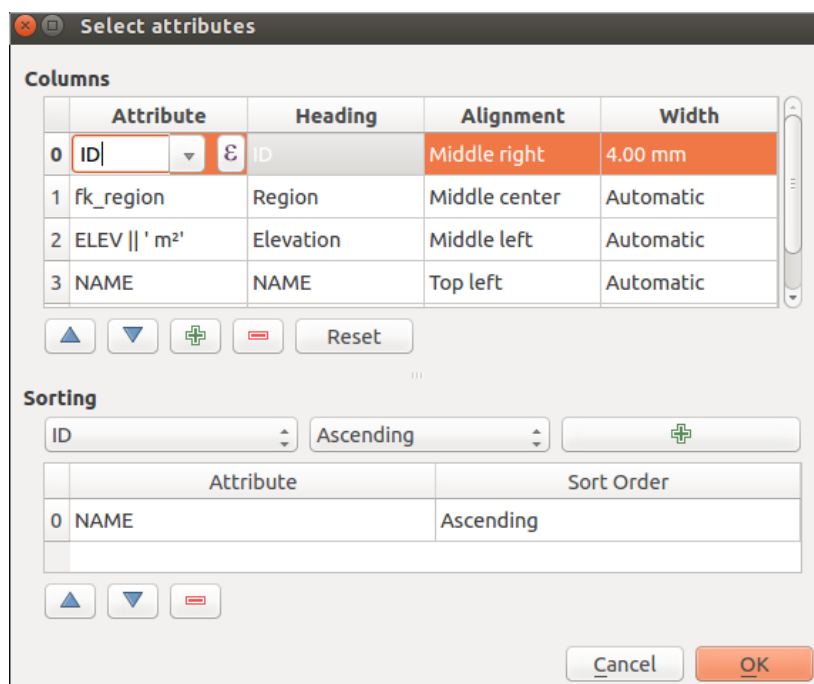 Select attributes
Columns
Attribute Heading Alignment Width
0 ID ε ID Middle right 4.00 mm
1 fk_region Region Middle center Automatic
2 ELEV || ' m²' Elevation Middle left Automatic
3 NAME NAME Top left Automatic
Reset
Sorting
ID Ascending
Attribute Sort Order
0 NAME Ascending
Cancel OK